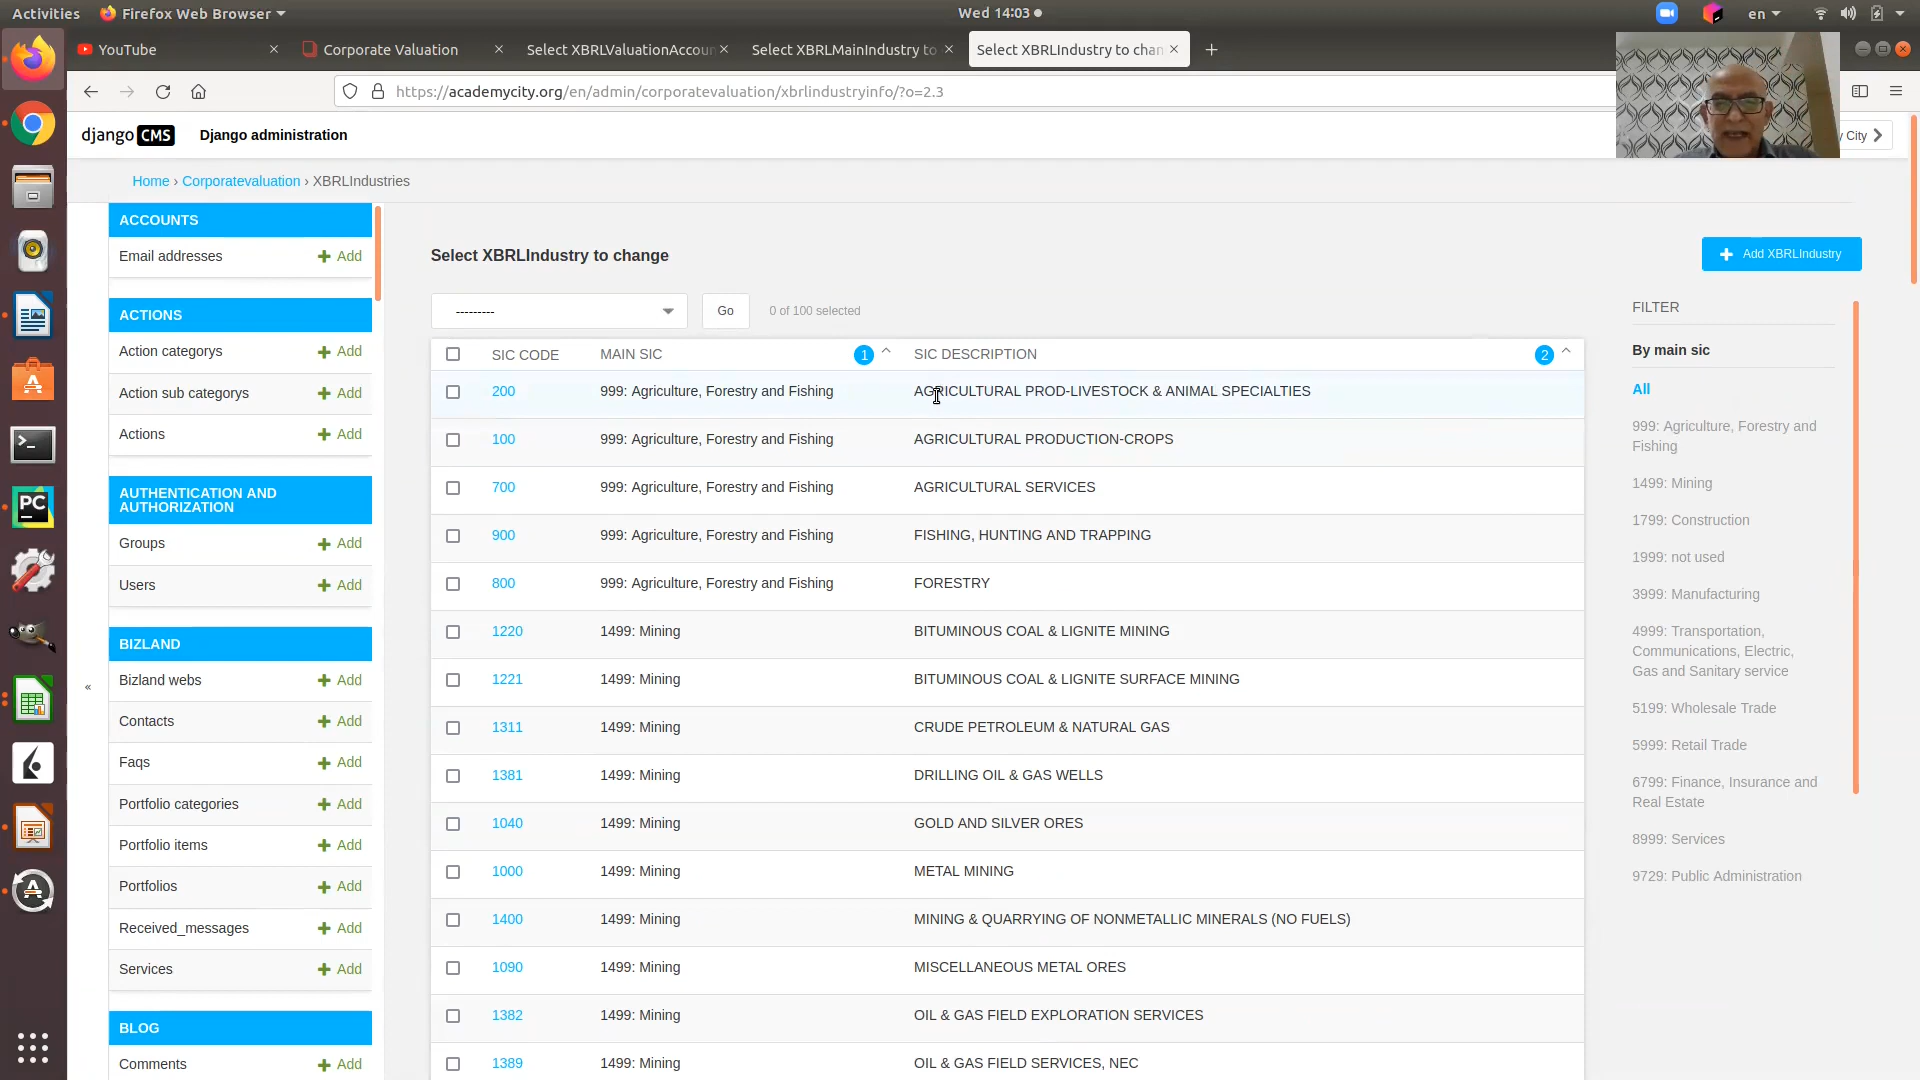 Activities
Firefox Web Browser
Wed 14:03
en
YouTube
Corporate Valuation
Select XBRLValuationAccoun
Select XBRLMainIndustry to
Select XBRLIndustry to chan
https://academycity.org/en/admin/corporatevaluation/xbrlindustryinfo/?o=2.3
django CMS
Django administration
City
Home › Corporatevaluation › XBRLIndustries
ACCOUNTS
Email addresses
Add
ACTIONS
Action categorys
Add
Action sub categorys
Add
Actions
Add
AUTHENTICATION AND
AUTHORIZATION
Groups
Add
Users
Add
BIZLAND
Bizland webs
Add
Contacts
Add
Faqs
Add
Portfolio categories
Add
Portfolio items
Add
Portfolios
Add
Received_messages
Add
Services
Add
BLOG
Comments
Add
«
Select XBRLIndustry to change
Add XBRLIndustry
---------
Go
0 of 100 selected
SIC CODE MAIN SIC 1 SIC DESCRIPTION 2
200 999: Agriculture, Forestry and Fishing AGRICULTURAL PROD-LIVESTOCK & ANIMAL SPECIALTIES
100 999: Agriculture, Forestry and Fishing AGRICULTURAL PRODUCTION-CROPS
700 999: Agriculture, Forestry and Fishing AGRICULTURAL SERVICES
900 999: Agriculture, Forestry and Fishing FISHING, HUNTING AND TRAPPING
800 999: Agriculture, Forestry and Fishing FORESTRY
1220 1499: Mining BITUMINOUS COAL & LIGNITE MINING
1221 1499: Mining BITUMINOUS COAL & LIGNITE SURFACE MINING
1311 1499: Mining CRUDE PETROLEUM & NATURAL GAS
1381 1499: Mining DRILLING OIL & GAS WELLS
1040 1499: Mining GOLD AND SILVER ORES
1000 1499: Mining METAL MINING
1400 1499: Mining MINING & QUARRYING OF NONMETALLIC MINERALS (NO FUELS)
1090 1499: Mining MISCELLANEOUS METAL ORES
1382 1499: Mining OIL & GAS FIELD EXPLORATION SERVICES
1389 1499: Mining OIL & GAS FIELD SERVICES, NEC
FILTER
By main sic
All
999: Agriculture, Forestry and
Fishing
1499: Mining
1799: Construction
1999: not used
3999: Manufacturing
4999: Transportation,
Communications, Electric,
Gas and Sanitary service
5199: Wholesale Trade
5999: Retail Trade
6799: Finance, Insurance and
Real Estate
8999: Services
9729: Public Administration
PC